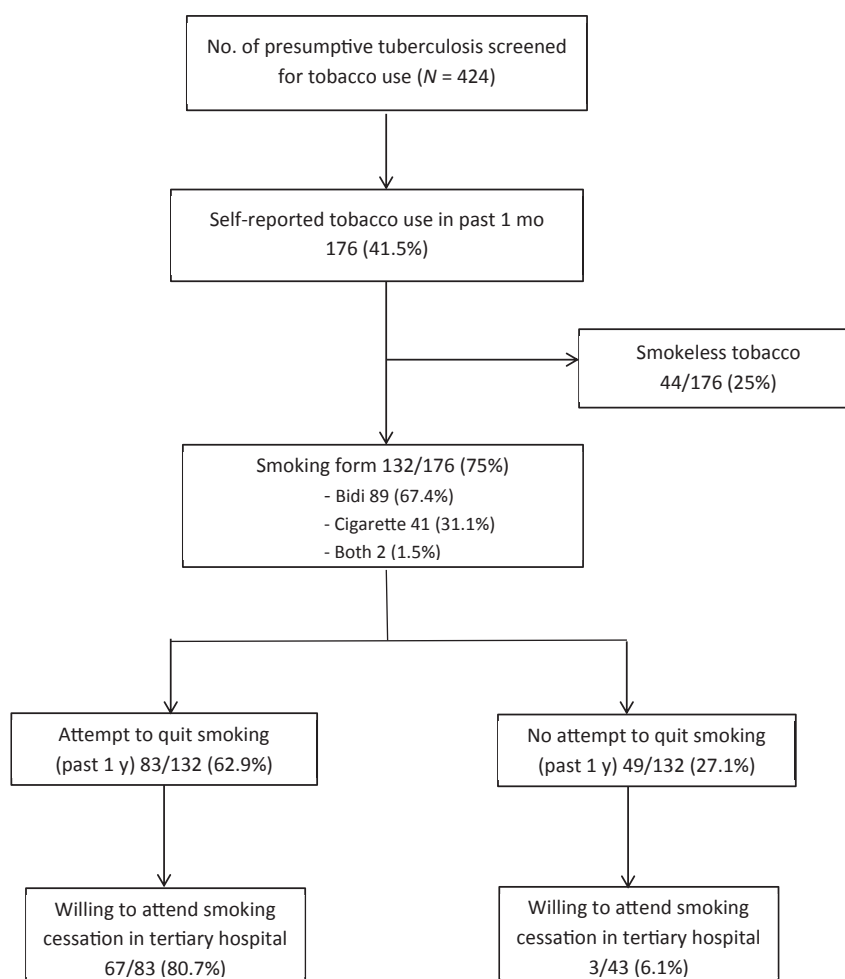 No. of presumptive tuberculosis screened
for tobacco use (N = 424)
Self-reported tobacco use in past 1 mo
176 (41.5%)
Smokeless tobacco
44/176 (25%)
Smoking form 132/176 (75%)
- Bidi 89 (67.4%)
- Cigarette 41 (31.1%)
- Both 2 (1.5%)
Attempt to quit smoking
(past 1 y) 83/132 (62.9%)
No attempt to quit smoking
(past 1 y) 49/132 (27.1%)
Willing to attend smoking
cessation in tertiary hospital
67/83 (80.7%)
Willing to attend smoking
cessation in tertiary hospital
3/43 (6.1%)